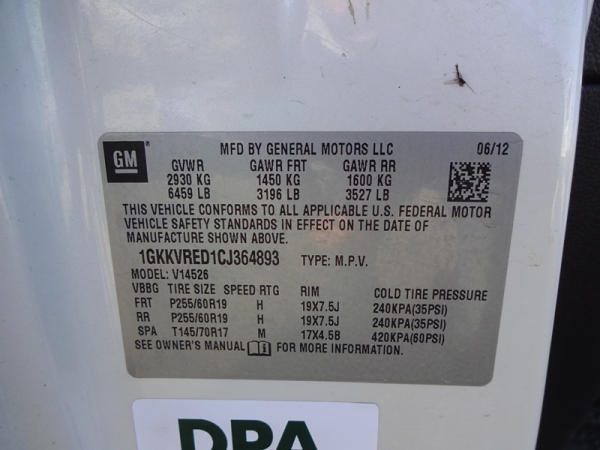 GM
MFD BY GENERAL MOTORS LLC 06/12
GVWR GAWR FRT GAWR RR
2930 KG 1450 KG 1600 KG
6459 LB 3196 LB 3527 LB
THIS VEHICLE CONFORMS TO ALL APPLICABLE U.S. FEDERAL MOTOR
VEHICLE SAFETY STANDARDS IN EFFECT ON THE DATE OF
MANUFACTURE SHOWN ABOVE.
1GKKVRED1CJ364893 TYPE: M.P.V.
MODEL: V14526
VBBG TIRE SIZE SPEED RTG RIM COLD TIRE PRESSURE
FRT P255/60R19 H 19X7.5J 240KPA(35PSI)
RR P255/60R19 H 19X7.5J 240KPA(35PSI)
SPA T145/70R17 M 17X4.5B 420KPA(60PSI)
SEE OWNER'S MANUAL FOR MORE INFORMATION.
DPA